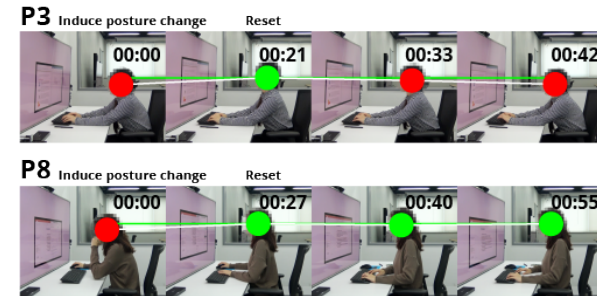 P3 Induce posture change Reset
00:00 00:21 00:33 00:42
P8 Induce posture change Reset
00:00 00:27 00:40 00:55